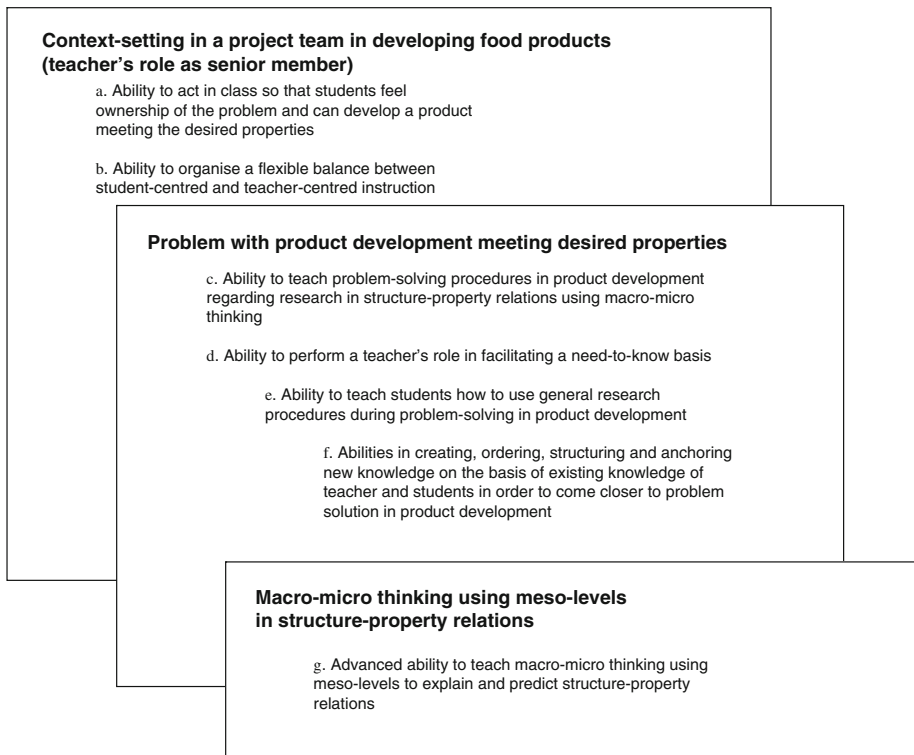 Context-setting in a project team in developing food products
(teacher's role as senior member)
a. Ability to act in class so that students feel
ownership of the problem and can develop a product
meeting the desired properties
b. Ability to organise a flexible balance between
student-centred and teacher-centred instruction
Problem with product development meeting desired properties
c. Ability to teach problem-solving procedures in product development
regarding research in structure-property relations using macro-micro
thinking
d. Ability to perform a teacher's role in facilitating a need-to-know basis
e. Ability to teach students how to use general research
procedures during problem-solving in product development
f. Abilities in creating, ordering, structuring and anchoring
new knowledge on the basis of existing knowledge of
teacher and students in order to come closer to problem
solution in product development
Macro-micro thinking using meso-levels
in structure-property relations
g. Advanced ability to teach macro-micro thinking using
meso-levels to explain and predict structure-property
relations